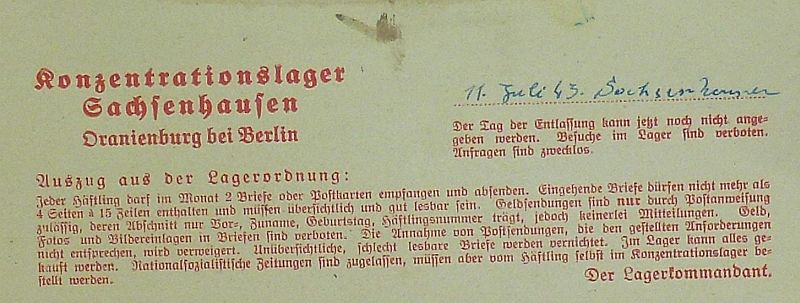 Konzentrationslager
Sachsenhausen
Oranienburg bei Berlin
11. Juli 43. Sachsenhausen
Der Tag der Entlassung kann jetzt noch nicht ange-
geben werden. Besuche im Lager sind verboten.
Anfragen sind zwecklos.
Auszug aus der Lagerordnung:
Jeder Häftling darf im Monat 2 Briefe oder Postkarten empfangen und absenden. Eingehende Briefe dürfen nicht mehr als
4 Seiten à 15 Zeilen enthalten und müssen übersichtlich und gut lesbar sein. Geldsendungen sind nur durch Postanweisung
zulässig, deren Abschnitt nur Vor-, Zuname, Geburtstag, Häftlingsnummer trägt, jedoch keinerlei Mitteilungen. Geld,
Fotos und Bildereinlagen in Briefen sind verboten. Die Annahme von Postsendungen, die den gestellten Anforderungen
nicht entsprechen, wird verweigert. Unübersichtliche, schlecht lesbare Briefe werden vernichtet. Im Lager kann alles ge-
kauft werden. Nationalsozialistische Zeitungen sind zugelassen, müssen aber vom Häftling selbst im Konzentrationslager be-
stellt werden.
Der Lagerkommandant.